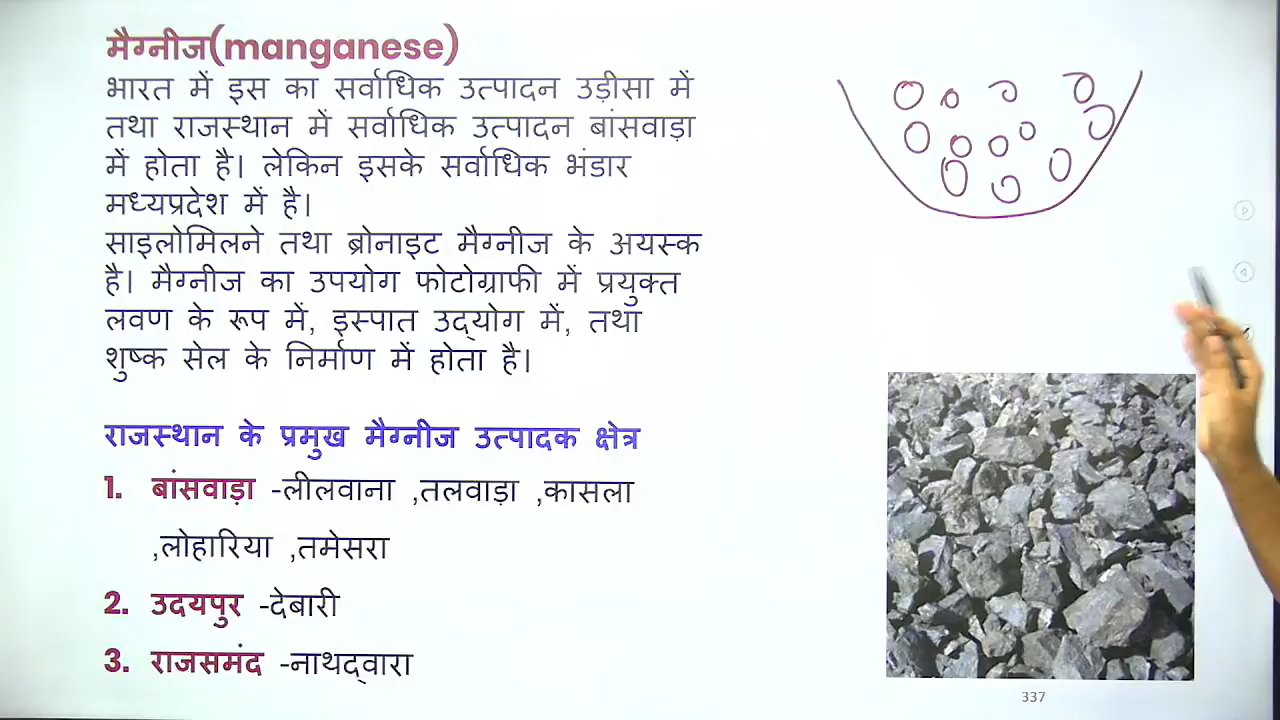 मैग्नीज(manganese)
भारत में इस का सर्वाधिक उत्पादन उड़ीसा में
तथा राजस्थान में सर्वाधिक उत्पादन बांसवाड़ा
में होता है। लेकिन इसके सर्वाधिक भंडार
मध्यप्रदेश में है।
साइलोमिलने तथा ब्रोनाइट मैग्नीज के अयस्क
है। मैग्नीज का उपयोग फोटोग्राफी में प्रयुक्त
लवण के रूप में, इस्पात उद्योग में, तथा
शुष्क सेल के निर्माण में होता है।
राजस्थान के प्रमुख मैग्नीज उत्पादक क्षेत्र
1. बांसवाड़ा -लीलवाना ,तलवाड़ा ,कासला
,लोहारिया ,तमेसरा
2. उदयपुर -देबारी
3. राजसमंद -नाथद्वारा
337